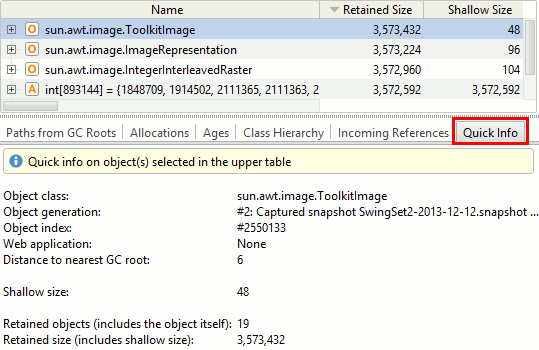 Name Retained Size Shallow Size
O sun.awt.image.ToolkitImage 3,573,432 48
O sun.awt.image.ImageRepresentation 3,573,224 96
O sun.awt.image.IntegerInterleavedRaster 3,572,960 104
A int[893144] = {1848709, 1914502, 2111365, 2111363, 2 3,572,592 3,572,592
Paths from GC Roots Allocations Ages Class Hierarchy Incoming References Quick Info
Quick info on object(s) selected in the upper table
Object class: sun.awt.image.ToolkitImage
Object generation: #2: Captured snapshot SwingSet2-2013-12-12.snapshot ...
Object index: #2550133
Web application: None
Distance to nearest GC root: 6
Shallow size: 48
Retained objects (includes the object itself): 19
Retained size (includes shallow size): 3,573,432